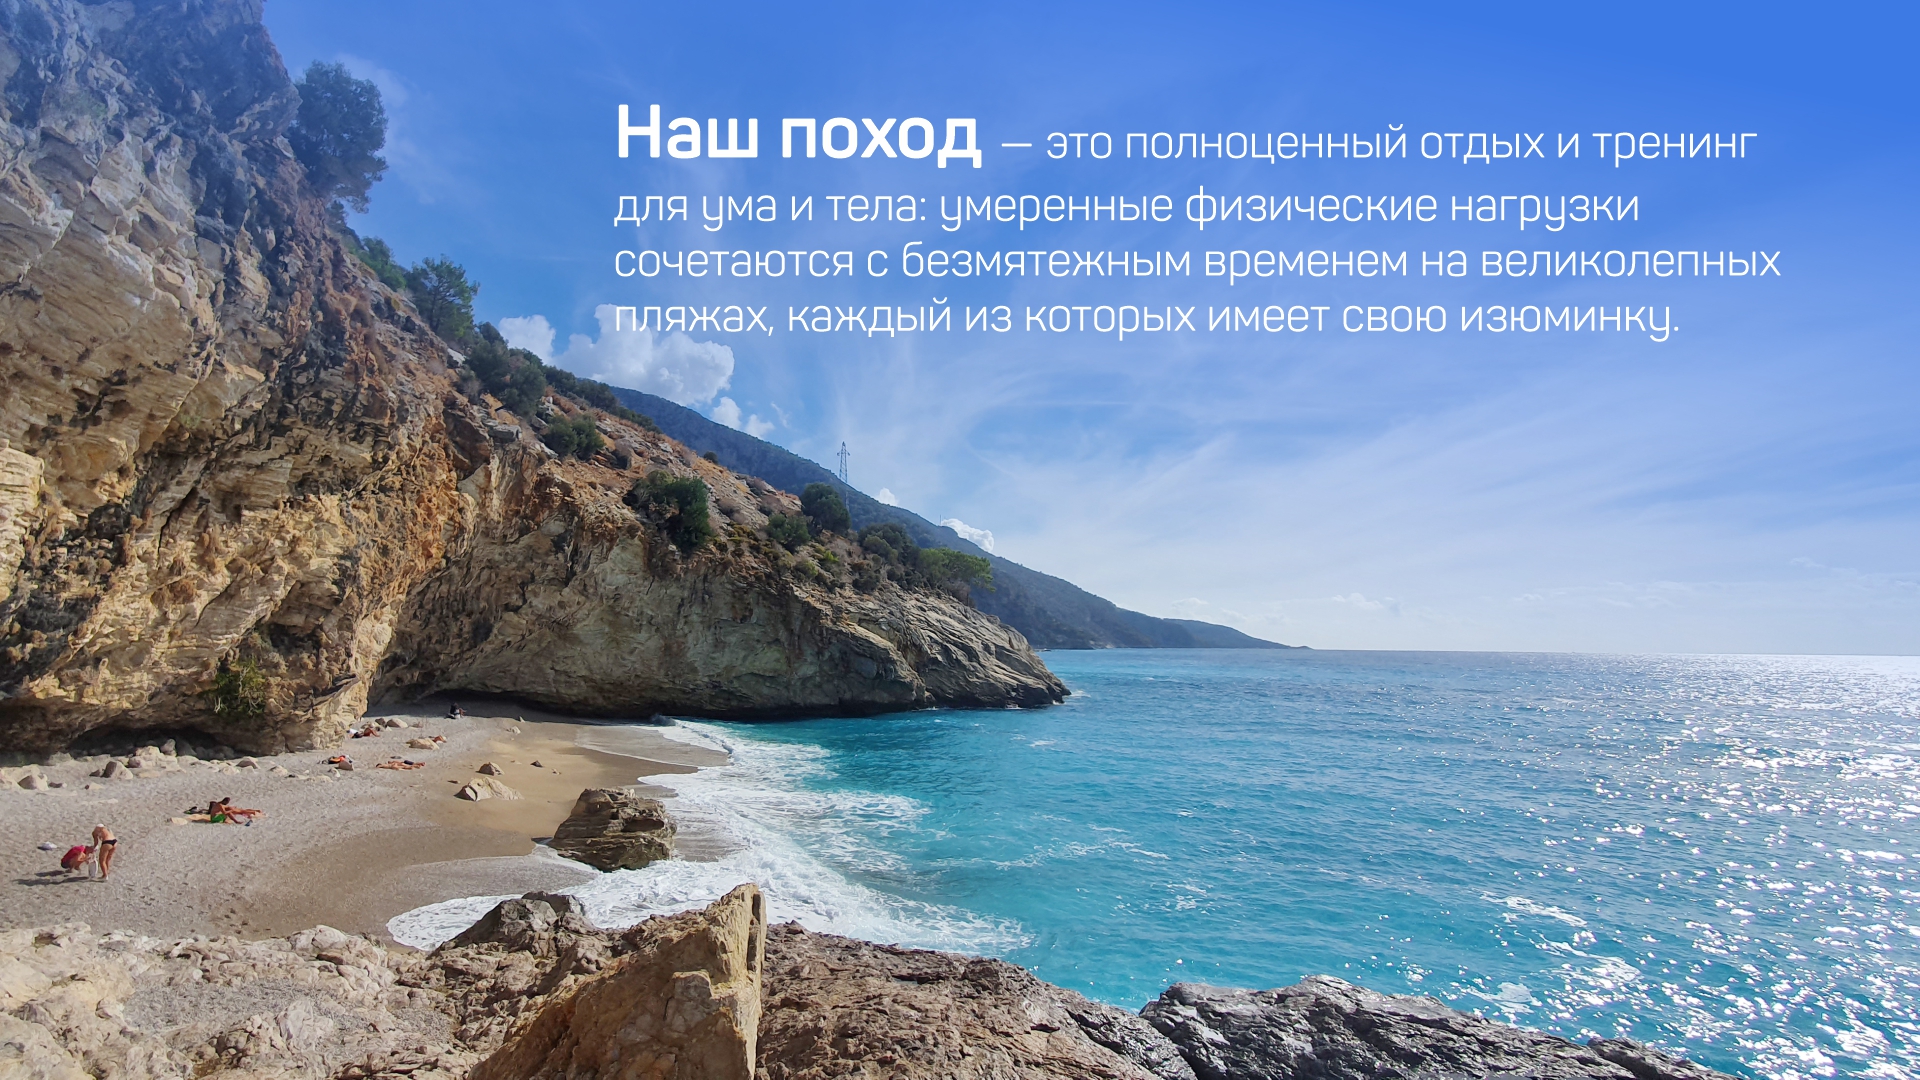 Наш поход — это полноценный отдых и тренинг
для ума и тела: умеренные физические нагрузки
сочетаются с безмятежным временем на великолепных
пляжах, каждый из которых имеет свою изюминку.